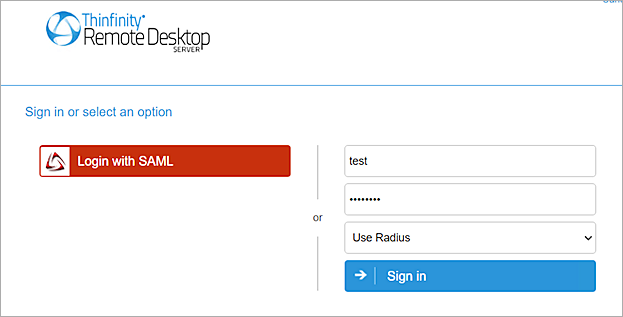 Thinfinity
Remote Desktop
SERVER
Sign in or select an option
Login with SAML
or
test
••••••••
Use Radius
Sign in